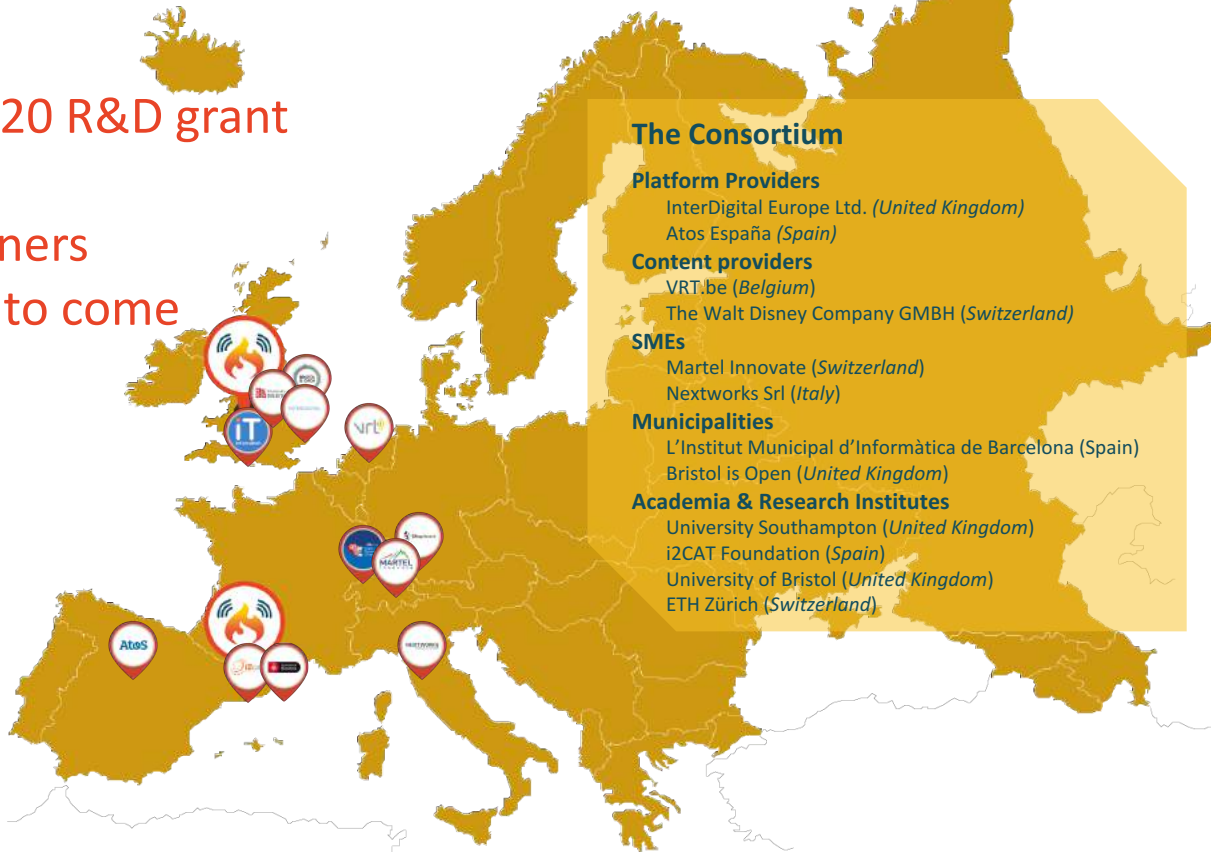 20 R&D grant
ners
to come
The Consortium
Platform Providers
InterDigital Europe Ltd. (United Kingdom)
Atos España (Spain)
Content providers
VRT.be (Belgium)
The Walt Disney Company GMBH (Switzerland)
SMEs
Martel Innovate (Switzerland)
Nextworks Srl (Italy)
Municipalities
L’Institut Municipal d’Informàtica de Barcelona (Spain)
Bristol is Open (United Kingdom)
Academia & Research Institutes
University Southampton (United Kingdom)
i2CAT Foundation (Spain)
University of Bristol (United Kingdom)
ETH Zürich (Switzerland)
iT
vrt
MARTEL
Atos
NEXTWORKS